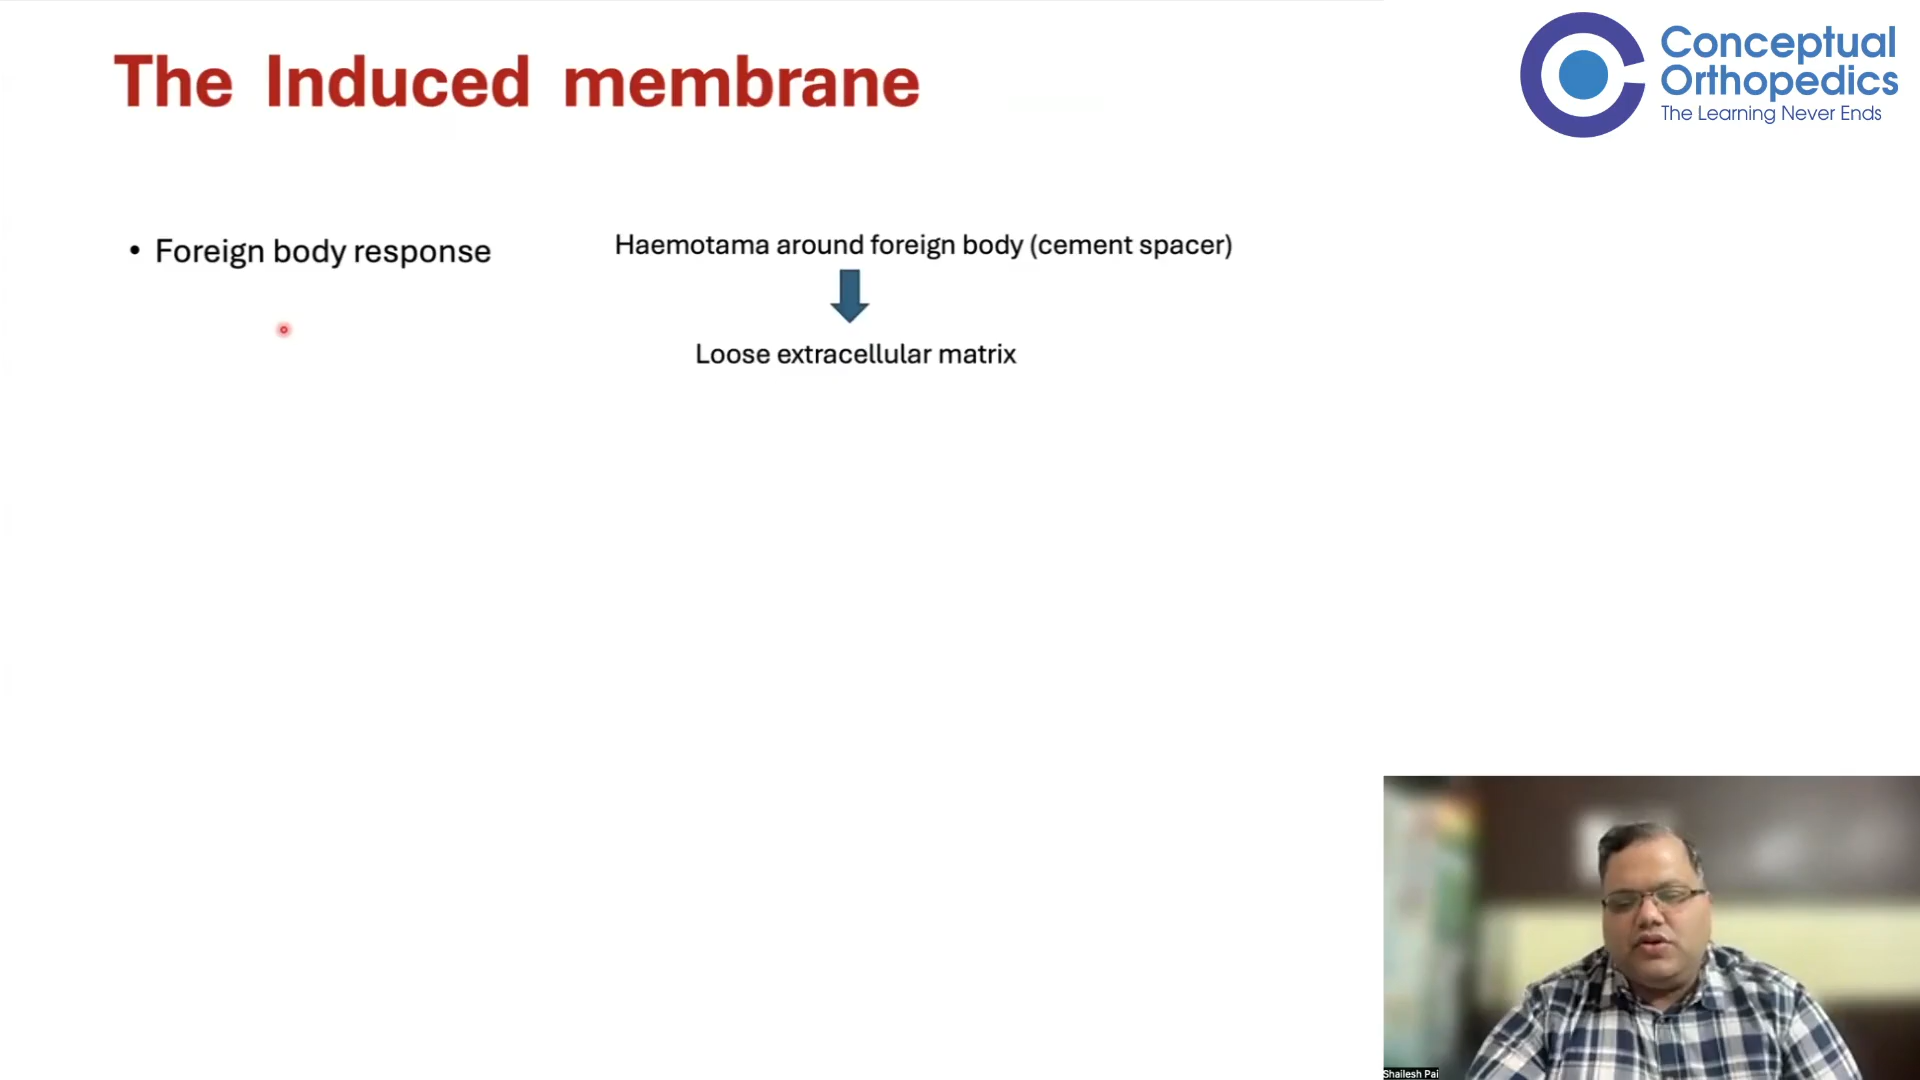 The Induced membrane
Conceptual
Orthopedics
The Learning Never Ends
• Foreign body response
Haemotama around foreign body (cement spacer)
Loose extracellular matrix
Shailesh Pai